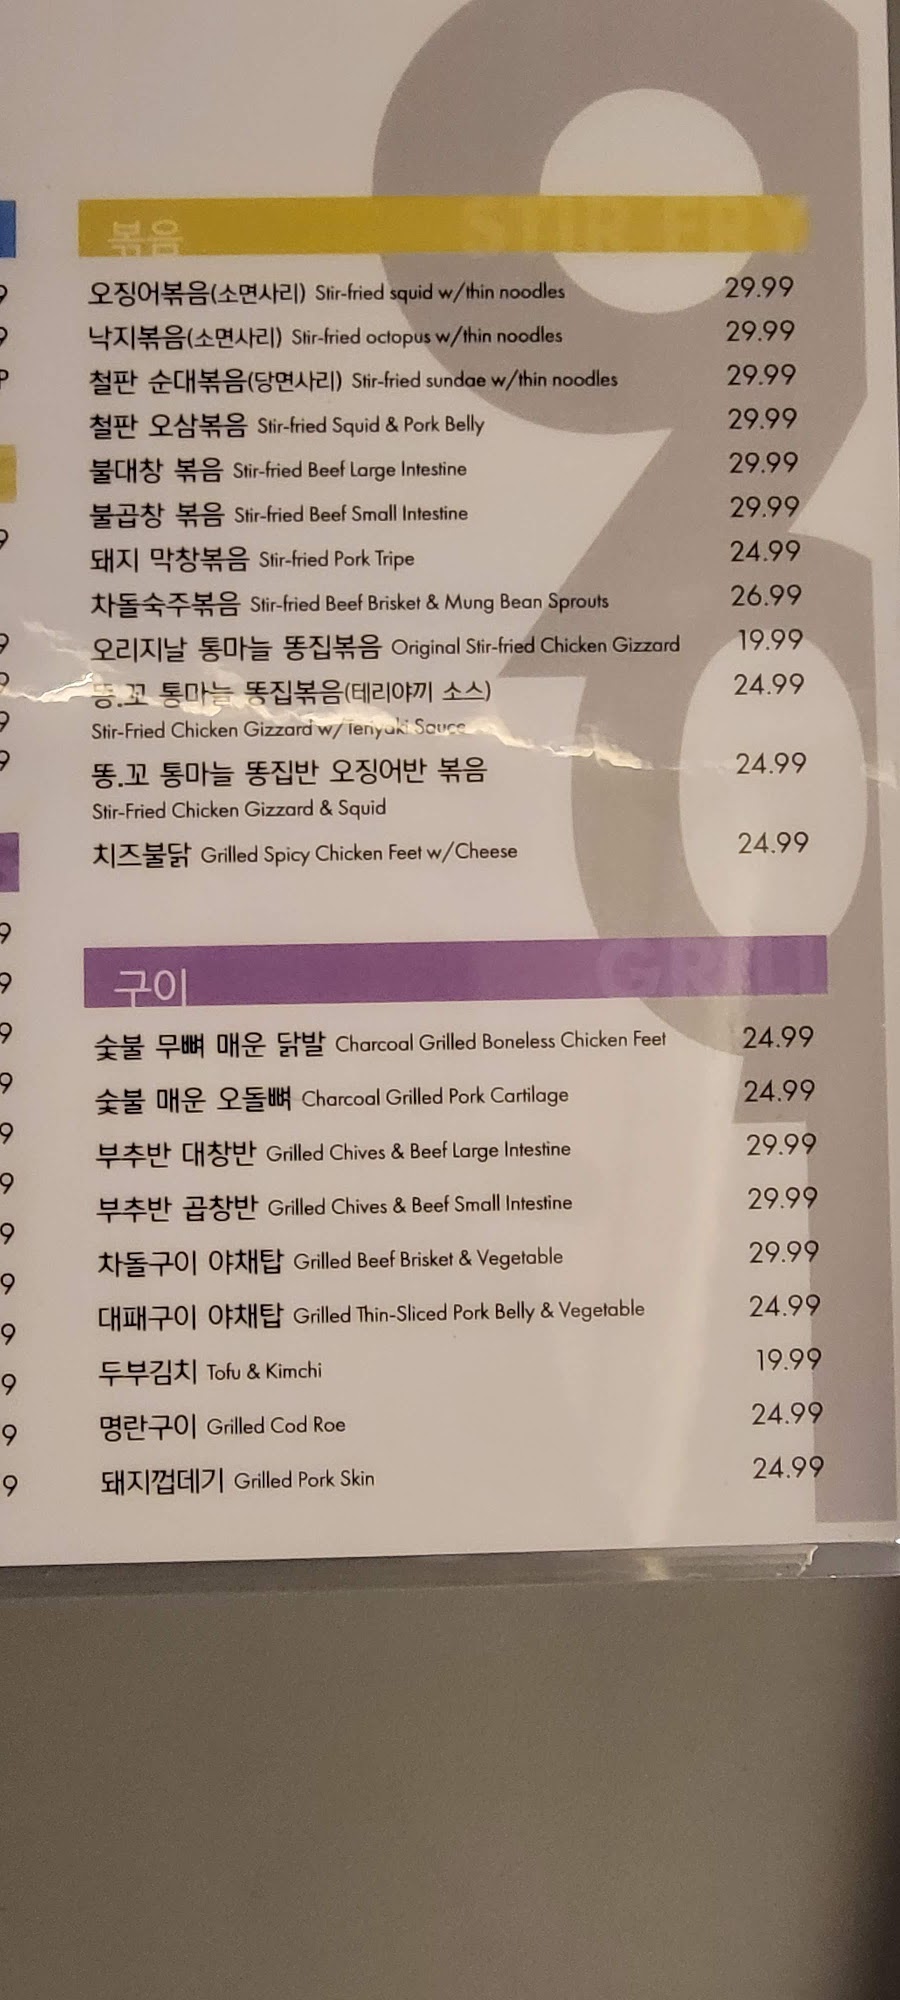 볶음 STIR FRY
오징어볶음(소면사리) Stir-fried squid w/thin noodles 29.99
낙지볶음(소면사리) Stir-fried octopus w/thin noodles 29.99
철판 순대볶음(당면사리) Stir-fried sundae w/thin noodles 29.99
철판 오삼볶음 Stir-fried Squid & Pork Belly 29.99
불대창 볶음 Stir-fried Beef Large Intestine 29.99
불곱창 볶음 Stir-fried Beef Small Intestine 29.99
돼지 막창볶음 Stir-fried Pork Tripe 24.99
차돌숙주볶음 Stir-fried Beef Brisket & Mung Bean Sprouts 26.99
오리지날 통마늘 똥집볶음 Original Stir-fried Chicken Gizzard 19.99
똥.꼬 통마늘 똥집볶음(테리야끼 소스) 24.99
Stir-Fried Chicken Gizzard w/Teriyaki Sauce
똥.꼬 통마늘 똥집반 오징어반 볶음 24.99
Stir-Fried Chicken Gizzard & Squid
치즈불닭 Grilled Spicy Chicken Feet w/Cheese 24.99
구이 GRILL
숯불 무뼈 매운 닭발 Charcoal Grilled Boneless Chicken Feet 24.99
숯불 매운 오돌뼈 Charcoal Grilled Pork Cartilage 24.99
부추반 대창반 Grilled Chives & Beef Large Intestine 29.99
부추반 곱창반 Grilled Chives & Beef Small Intestine 29.99
차돌구이 야채탑 Grilled Beef Brisket & Vegetable 29.99
대패구이 야채탑 Grilled Thin-Sliced Pork Belly & Vegetable 24.99
두부김치 Tofu & Kimchi 19.99
명란구이 Grilled Cod Roe 24.99
돼지껍데기 Grilled Pork Skin 24.99